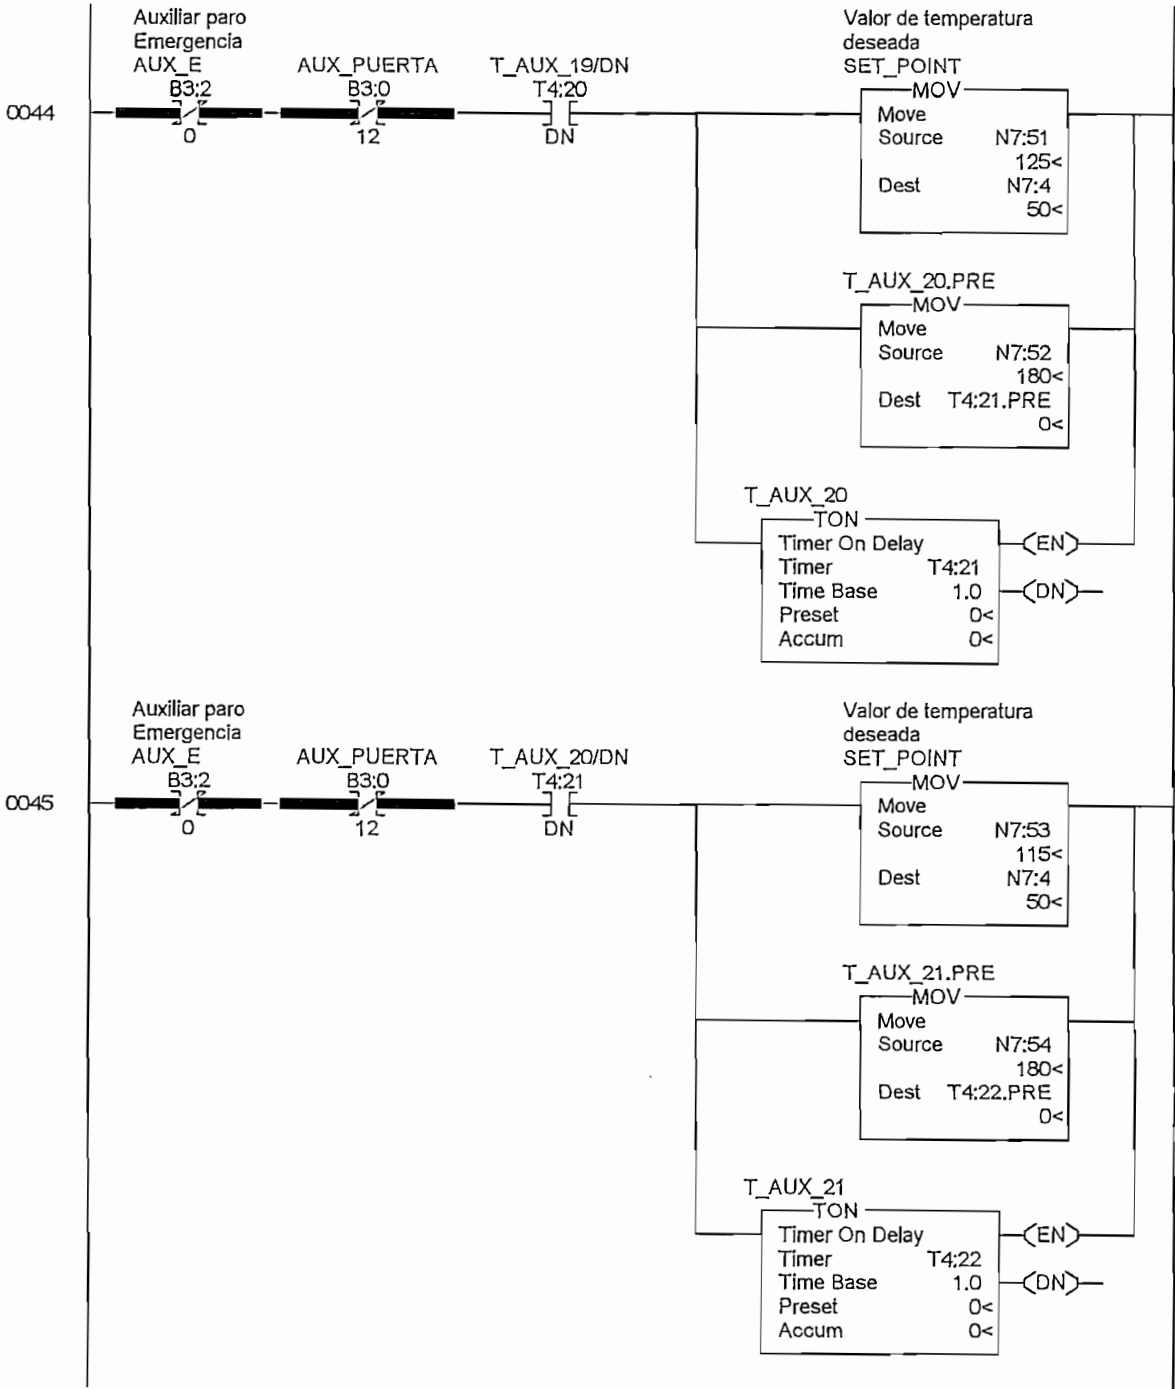 Auxiliar paro
Emergencia
AUX_E
B3:2
0
AUX_PUERTA
B3:0
12
T_AUX_19/DN
T4:20
DN
Valor de temperatura
deseada
SET_POINT
MOV
Move
Source N7:51
125<
Dest N7:4
50<
0044
T_AUX_20.PRE
MOV
Move
Source N7:52
180<
Dest T4:21.PRE
0<
T_AUX_20
TON
Timer On Delay
Timer T4:21
Time Base 1.0
Preset 0<
Accum 0<
EN
DN
Auxiliar paro
Emergencia
AUX_E
B3:2
0
AUX_PUERTA
B3:0
12
T_AUX_20/DN
T4:21
DN
Valor de temperatura
deseada
SET_POINT
MOV
Move
Source N7:53
115<
Dest N7:4
50<
0045
T_AUX_21.PRE
MOV
Move
Source N7:54
180<
Dest T4:22.PRE
0<
T_AUX_21
TON
Timer On Delay
Timer T4:22
Time Base 1.0
Preset 0<
Accum 0<
EN
DN